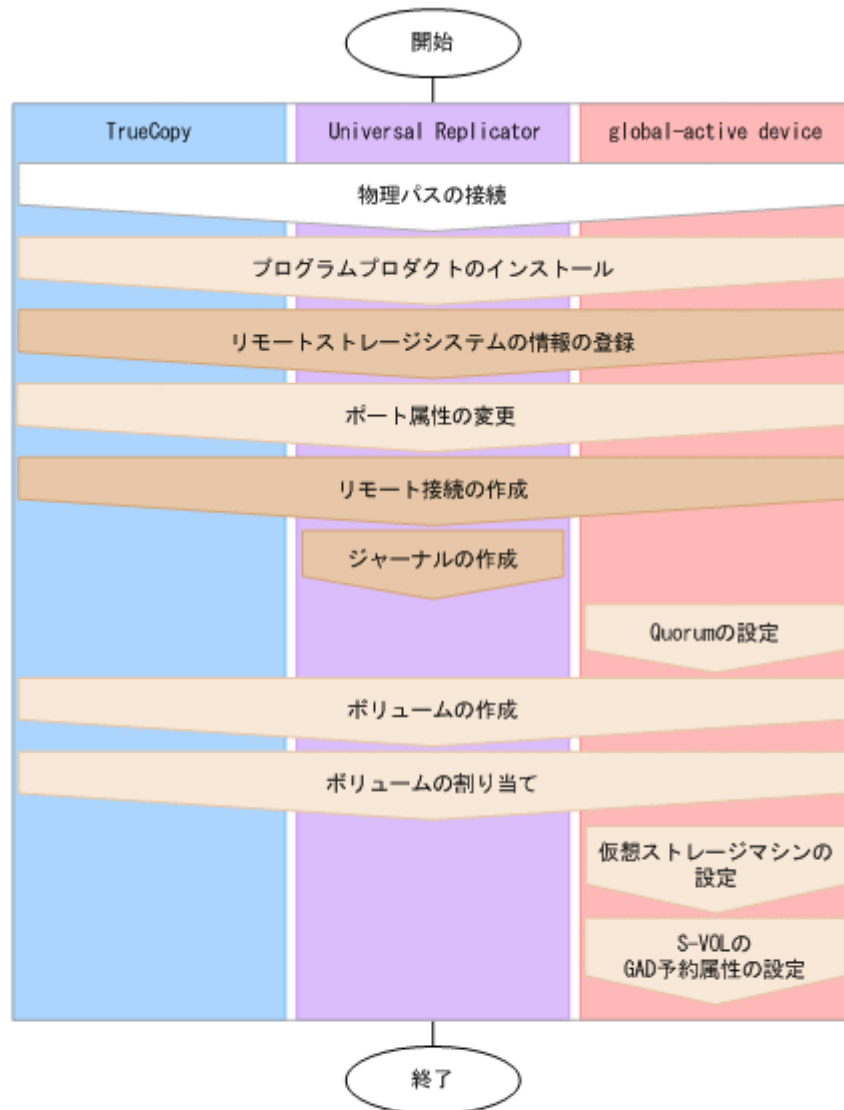 開始
TrueCopy
Universal Replicator
global-active device
物理パスの接続
プログラムプロダクトのインストール
リモートストレージシステムの情報の登録
ポート属性の変更
リモート接続の作成
ジャーナルの作成
Quorumの設定
ボリュームの作成
ボリュームの割り当て
仮想ストレージマシンの
設定
S-VOLの
GAD予約属性の設定
終了